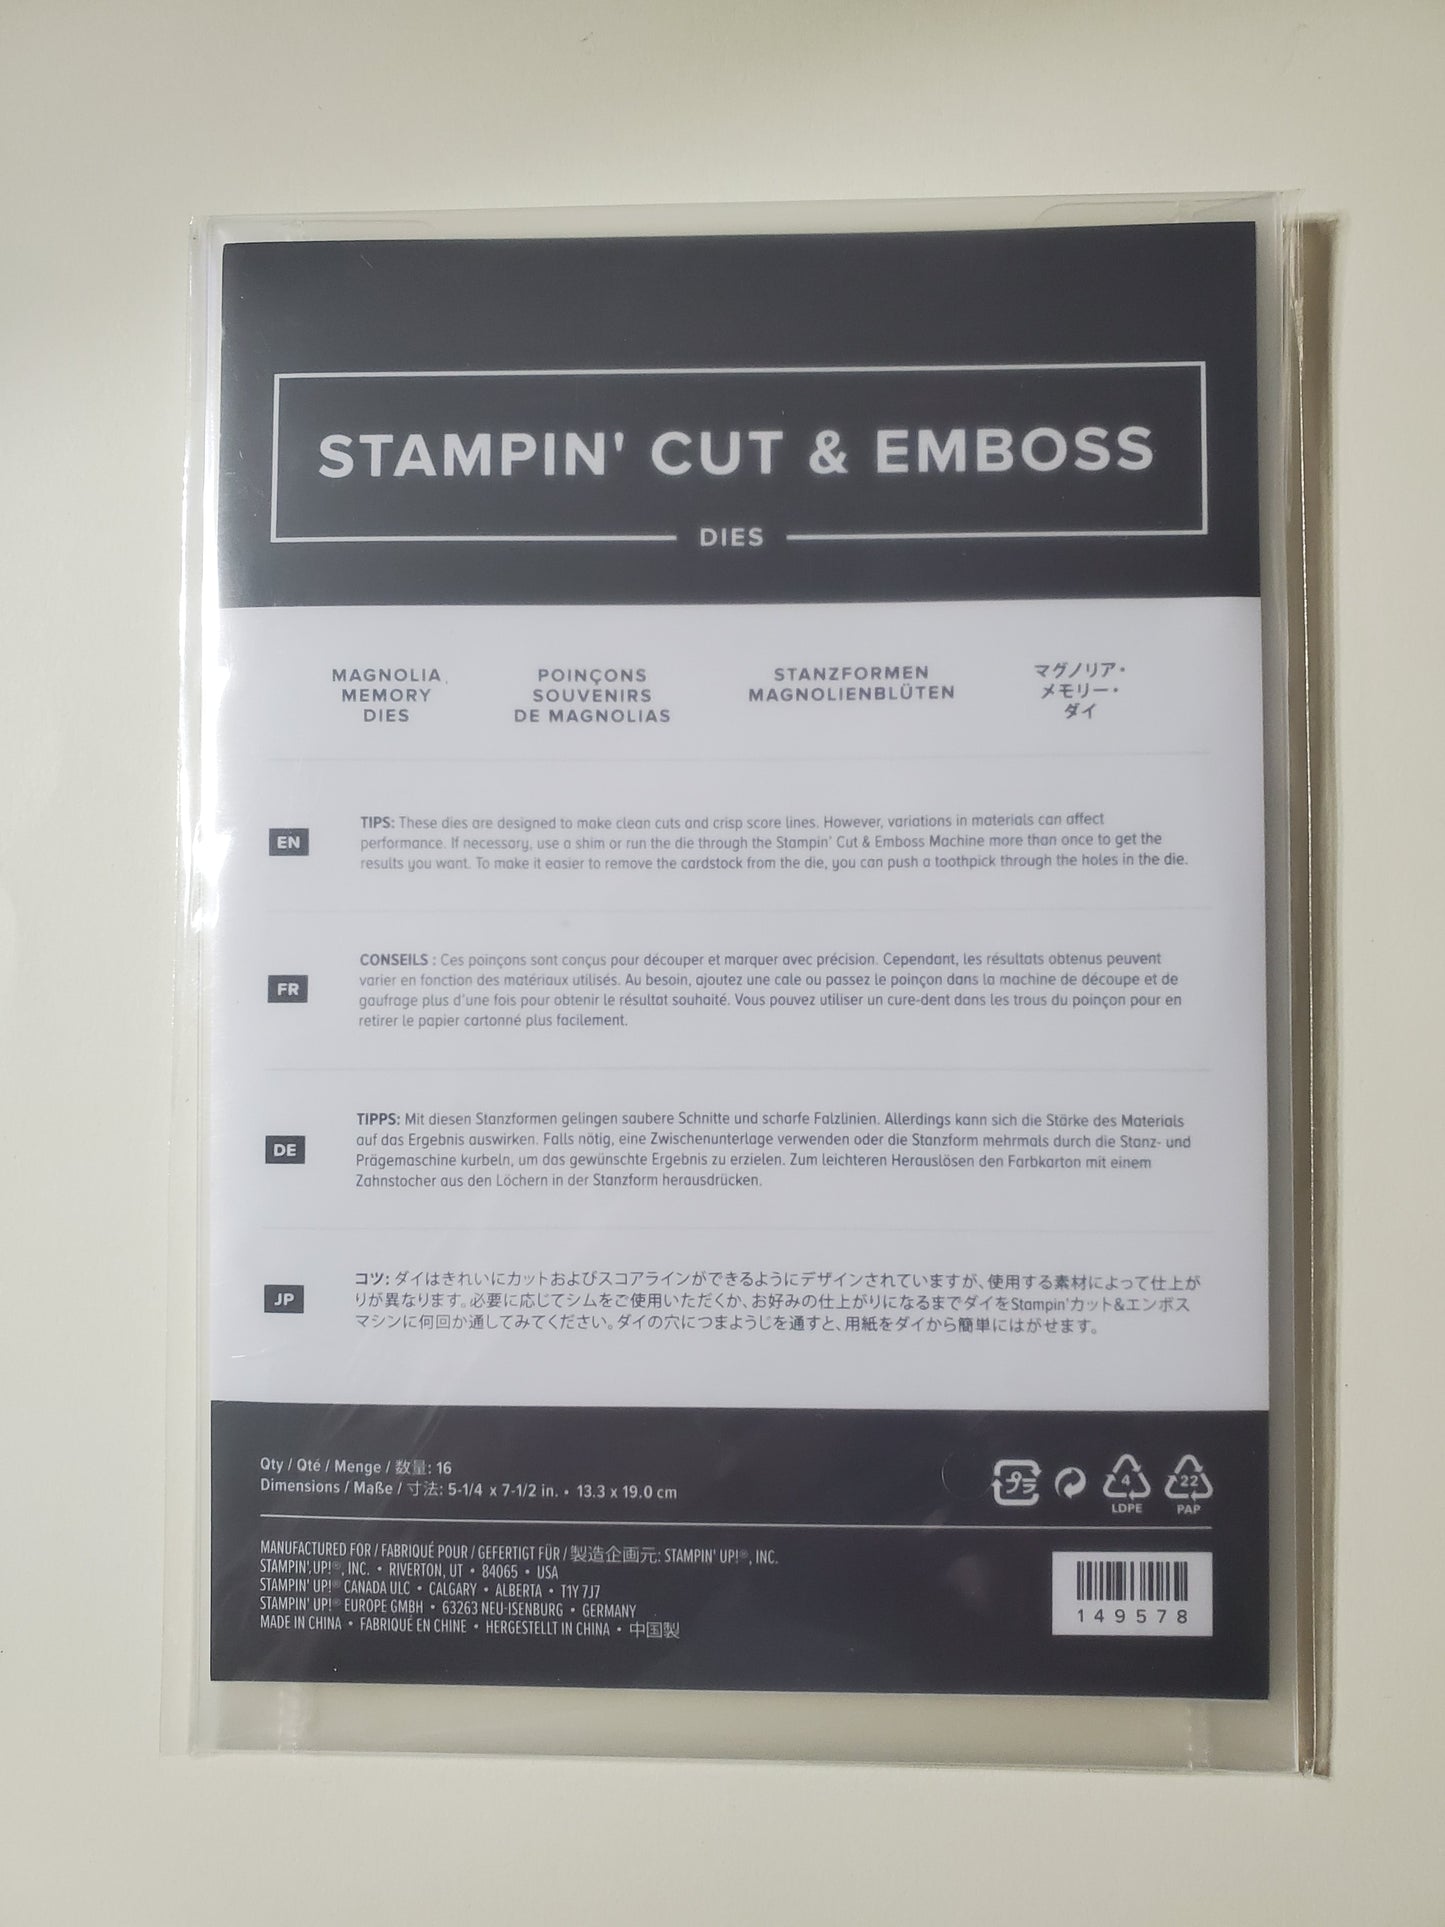 STAMPIN' CUT & EMBOSS
DIES
MAGNOLIA
MEMORY
DIES
POINÇONS
SOUVENIRS
DE MAGNOLIAS
STANZFORMEN
MAGNOLIENBLÜTEN
マグノリア・
メモリー・
ダイ
EN
TIPS: These dies are designed to make clean cuts and crisp score lines. However, variations in materials can affect
performance. If necessary, use a shim or run the die through the Stampin' Cut & Emboss Machine more than once to get the
results you want. To make it easier to remove the cardstock from the die, you can push a toothpick through the holes in the die.
FR
CONSEILS : Ces poinçons sont conçus pour découper et marquer avec précision. Cependant, les résultats obtenus peuvent
varier en fonction des matériaux utilisés. Au besoin, ajoutez une cale ou passez le poinçon dans la machine de découpe et de
gaufrage plus d'une fois pour obtenir le résultat souhaité. Vous pouvez utiliser un cure-dent dans les trous du poinçon pour en
retirer le papier cartonné plus facilement.
DE
TIPPS: Mit diesen Stanzformen gelingen saubere Schnitte und scharfe Falzlinien. Allerdings kann sich die Stärke des Materials
auf das Ergebnis auswirken. Falls nötig, eine Zwischenunterlage verwenden oder die Stanzform mehrmals durch die Stanz- und
Prägemaschine kurbeln, um das gewünschte Ergebnis zu erzielen. Zum leichteren Herauslösen den Farbkarton mit einem
Zahnstocher aus den Löchern in der Stanzform herausdrücken.
JP
コツ: ダイはきれいにカットおよびスコアラインができるようにデザインされていますが、使用する素材によって仕上が
りが異なります。必要に応じてシムをご使用いただくか、お好みの仕上がりになるまでダイをStampin'カット&エンボス
マシンに何回か通してみてください。ダイの穴につまようじを通すと、用紙をダイから簡単にはがせます。
Qty / Qté / Menge / 数量: 16
Dimensions / Maße / 寸法: 5-1/4 x 7-1/2 in. • 13.3 x 19.0 cm
プラ
4
LDPE
22
PAP
MANUFACTURED FOR / FABRIQUÉ POUR / GEFERTIGT FÜR / 製造企画元: STAMPIN' UP!®, INC.
STAMPIN' UP!®, INC. • RIVERTON, UT • 84065 • USA
STAMPIN' UP!® CANADA ULC • CALGARY • ALBERTA • T1Y 7J7
STAMPIN' UP!® EUROPE GMBH • 63263 NEU-ISENBURG • GERMANY
MADE IN CHINA • FABRIQUÉ EN CHINE • HERGESTELLT IN CHINA • 中国製
149578